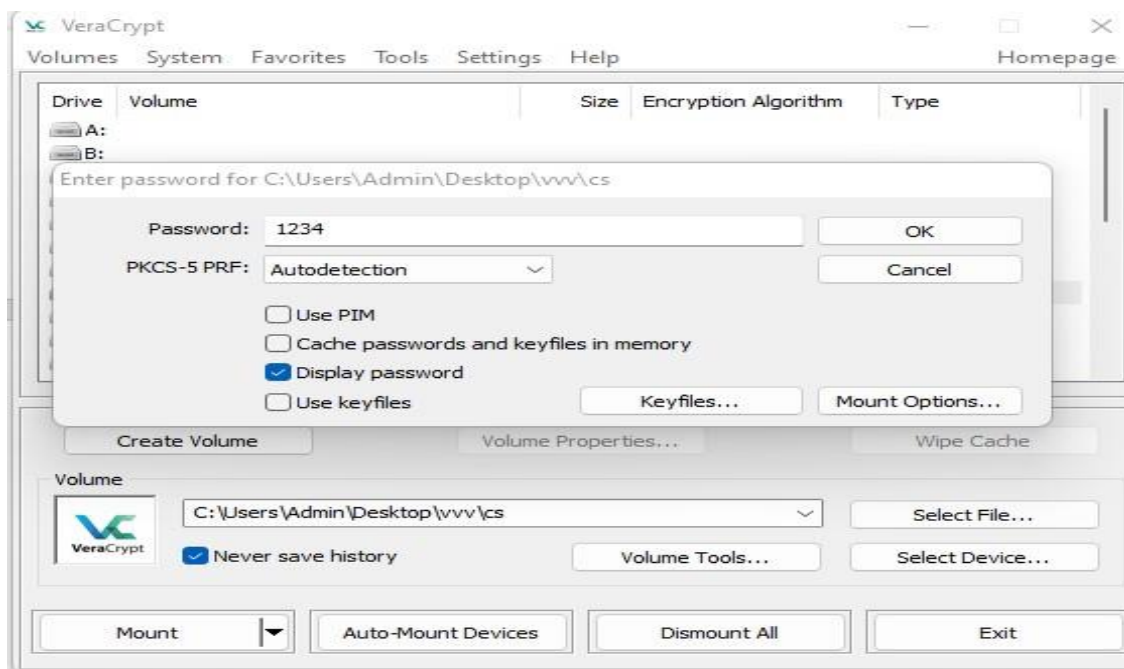 VeraCrypt
Volumes System Favorites Tools Settings Help Homepage
Drive Volume Size Encryption Algorithm Type
A:
B:
Enter password for C:\Users\Admin\Desktop\vvv\cs
Password: 1234 OK
PKCS-5 PRF: Autodetection Cancel
Use PIM
Cache passwords and keyfiles in memory
Display password
Use keyfiles Keyfiles... Mount Options...
Create Volume Volume Properties... Wipe Cache
Volume
C:\Users\Admin\Desktop\vvv\cs Select File...
VeraCrypt Never save history Volume Tools... Select Device...
Mount Auto-Mount Devices Dismount All Exit